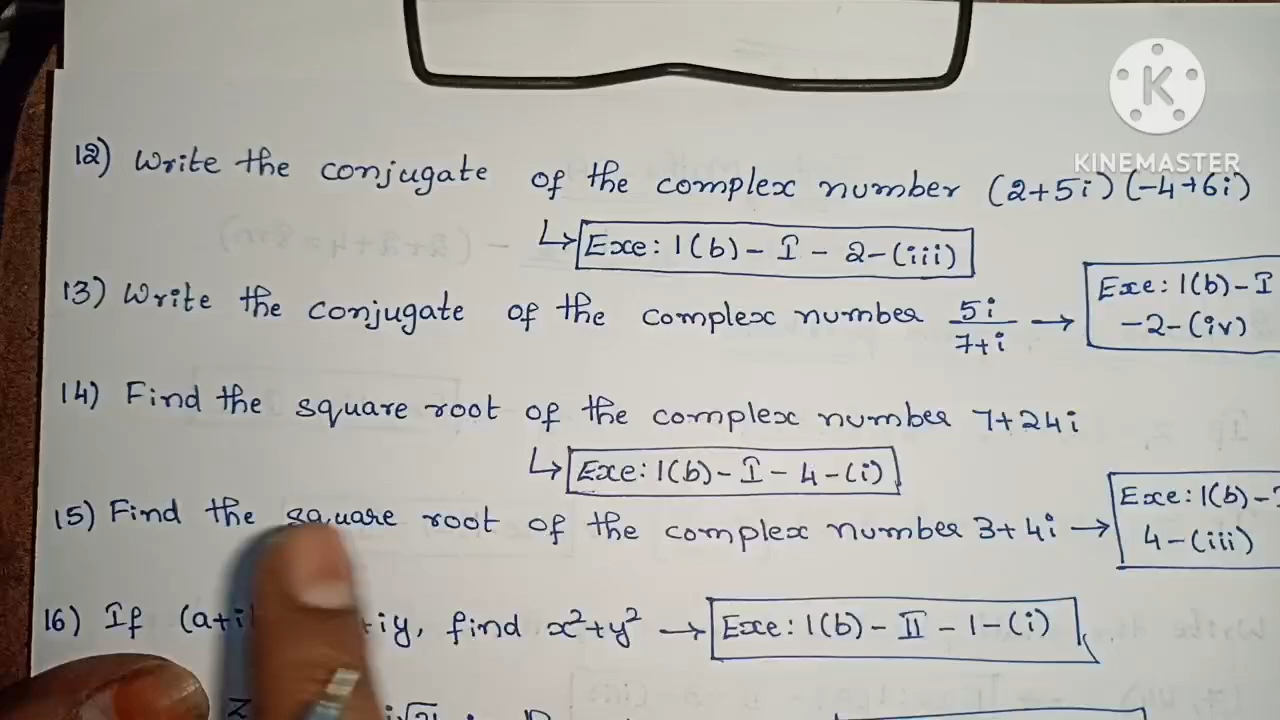 KINEMASTER
12) Write the conjugate of the complex number (2+5i)(-4+6i)
↳ Exe: 1(b) - I - 2 - (iii)
13) Write the conjugate of the complex number 5i/7+i → Exe: 1(b) - I
-2-(iv)
14) Find the square root of the complex number 7+24i
↳ Exe: 1(b) - I - 4 - (i)
15) Find the square root of the complex number 3+4i → Exe: 1(b) -
4-(iii)
16) If (a+i +iy, find x²+y² → Exe: 1(b) - II - 1 - (i)